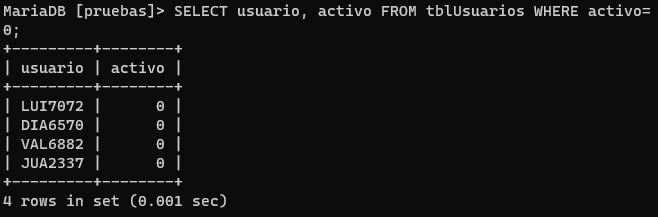 MariaDB [pruebas]> SELECT usuario, activo FROM tblUsuarios WHERE activo=
0;
+---------+--------+
| usuario | activo |
+---------+--------+
| LUI7072 |      0 |
| DIA6570 |      0 |
| VAL6882 |      0 |
| JUA2337 |      0 |
+---------+--------+
4 rows in set (0.001 sec)